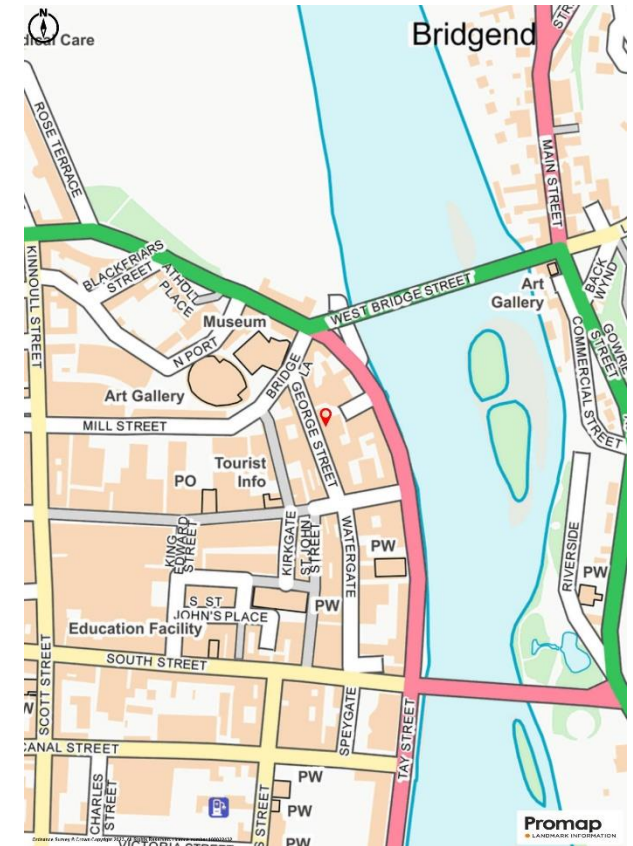 N
dical Care
Bridgend
STR
ROSE TERRACE
MAIN STREET
KINNOULL STREET
BLACKFRIARS
STREET
ATHOLL
PLACE
WEST BRIDGE STREET
BACK
WYND
Art
Gallery
Museum
N PORT
BRIDGE
LA
GOWRIE
STREET
COMMERCIAL STREET
Art Gallery
GEORGE STREET
MILL STREET
Tourist
Info
PO
KING
EDWARD
STREET
KIRKGATE
ST JOHN
STREET
WATERGATE
PW
RIVERSIDE
PW
S ST
JOHN'S PLACE
PW
Education Facility
SOUTH STREET
SCOTT STREET
W
SPEYGATE
TAY STREET
CANAL STREET
CHARLES
STREET
PW
PW
S STREET
VICTORIA STREET
PW
Promap
LANDMARK INFORMATION